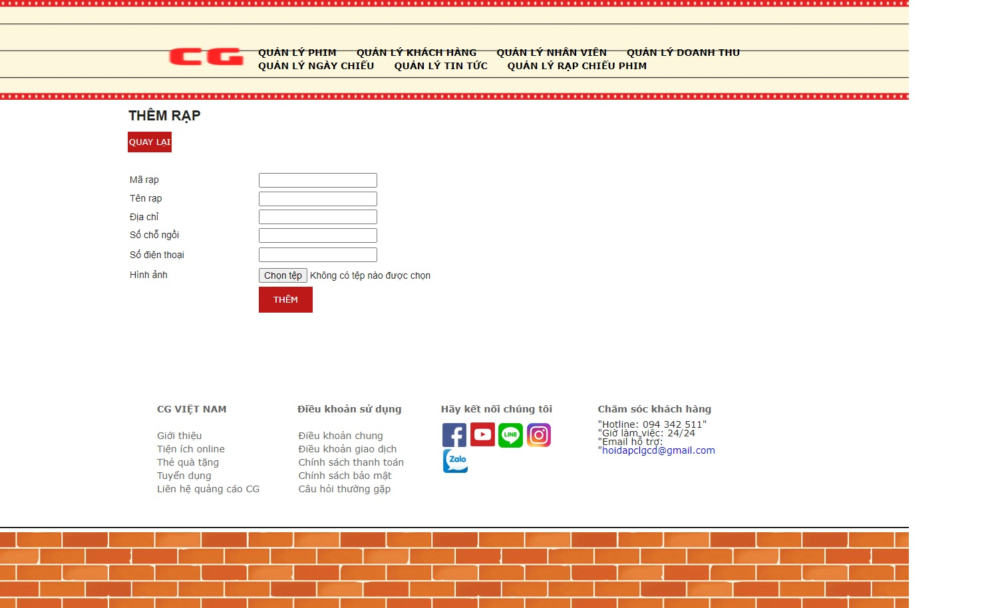 CG
QUẢN LÝ PHIM QUẢN LÝ KHÁCH HÀNG QUẢN LÝ NHÂN VIÊN QUẢN LÝ DOANH THU
QUẢN LÝ NGÀY CHIẾU QUẢN LÝ TIN TỨC QUẢN LÝ RẠP CHIẾU PHIM
THÊM RẠP
QUAY LẠI
Mã rạp
Tên rạp
Địa chỉ
Số chỗ ngồi
Số điện thoại
Hình ảnh Chọn tệp Không có tệp nào được chọn
THÊM
CG VIỆT NAM
Giới thiệu
Tiện ích online
Thẻ quà tặng
Tuyển dụng
Liên hệ quảng cáo CG
Điều khoản sử dụng
Điều khoản chung
Điều khoản giao dịch
Chính sách thanh toán
Chính sách bảo mật
Câu hỏi thường gặp
Hãy kết nối chúng tôi
LINE
Zalo
Chăm sóc khách hàng
"Hotline: 094 342 511"
"Giờ làm việc: 24/24
"Email hỗ trợ:
"hoidapclgcd@gmail.com